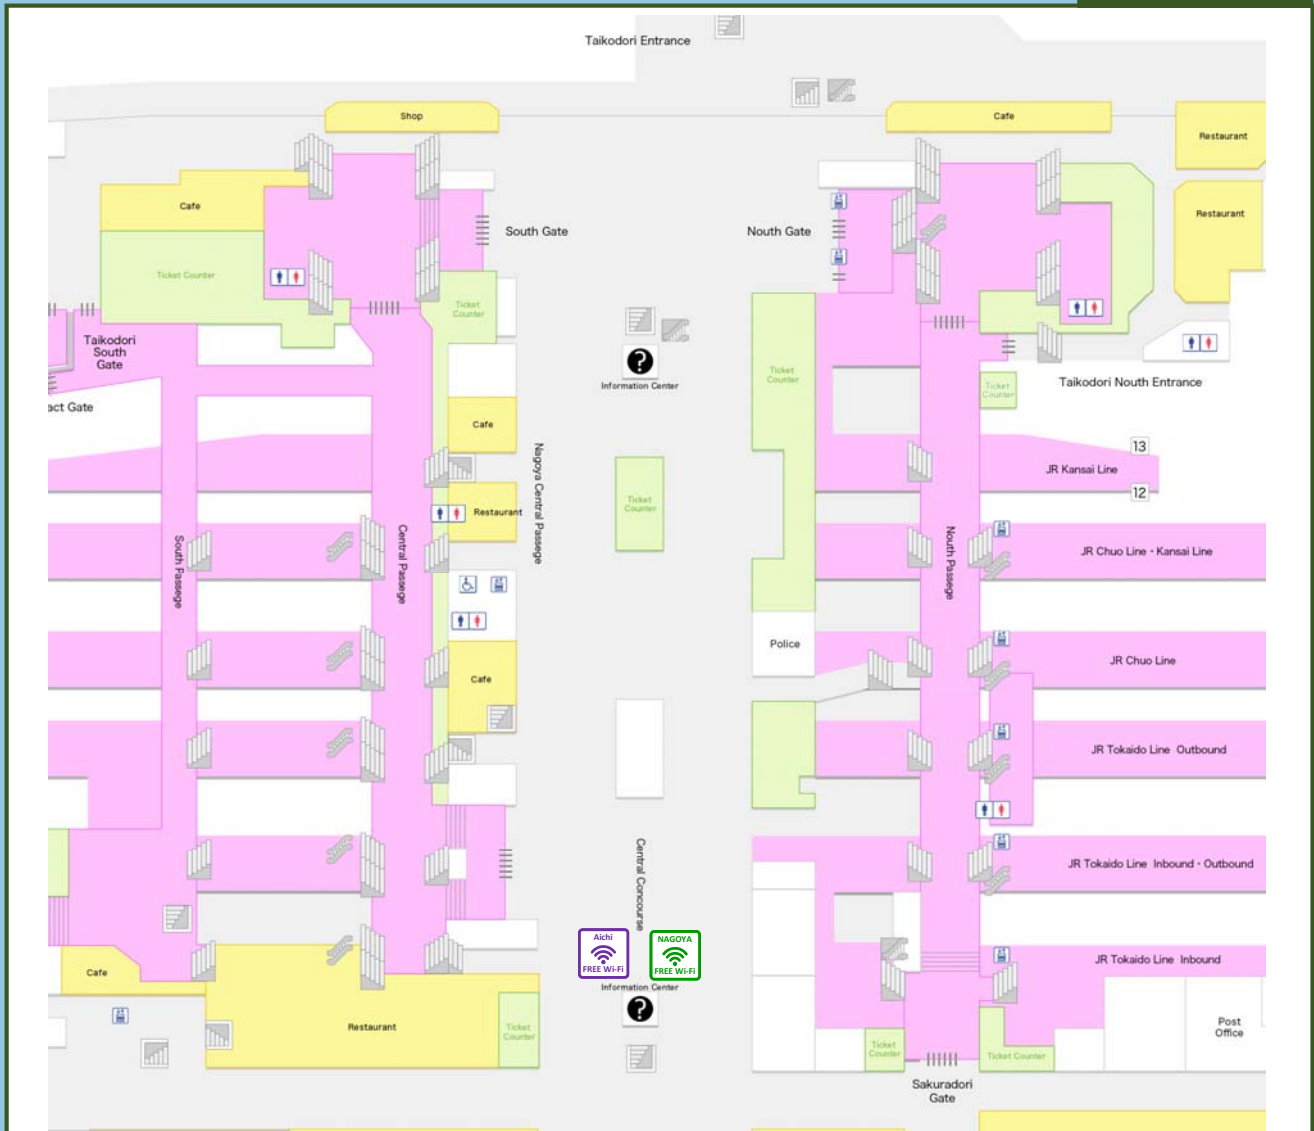 Taikodori Entrance
Shop
Cafe
Restaurant
Cafe
Restaurant
South Gate
Nouth Gate
Ticket Counter
Ticket
Counter
Taikodori
South
Gate
?
Information Center
Ticket
Counter
Ticket
Counter
Taikodori Nouth Entrance
act Gate
Cafe
Nagoya Central Passege
13
JR Kansai Line
12
Ticket
Counter
Restaurant
South Passege
Central Passege
Nouth Passege
JR Chuo Line・Kansai Line
Police
JR Chuo Line
Cafe
JR Tokaido Line Outbound
Central Concourse
JR Tokaido Line Inbound・Outbound
Aichi
FREE Wi-Fi
NAGOYA
FREE Wi-Fi
JR Tokaido Line Inbound
Cafe
Information Center
?
Restaurant
Ticket
Counter
Post
Office
Ticket
Counter
Ticket Counter
Sakuradori
Gate